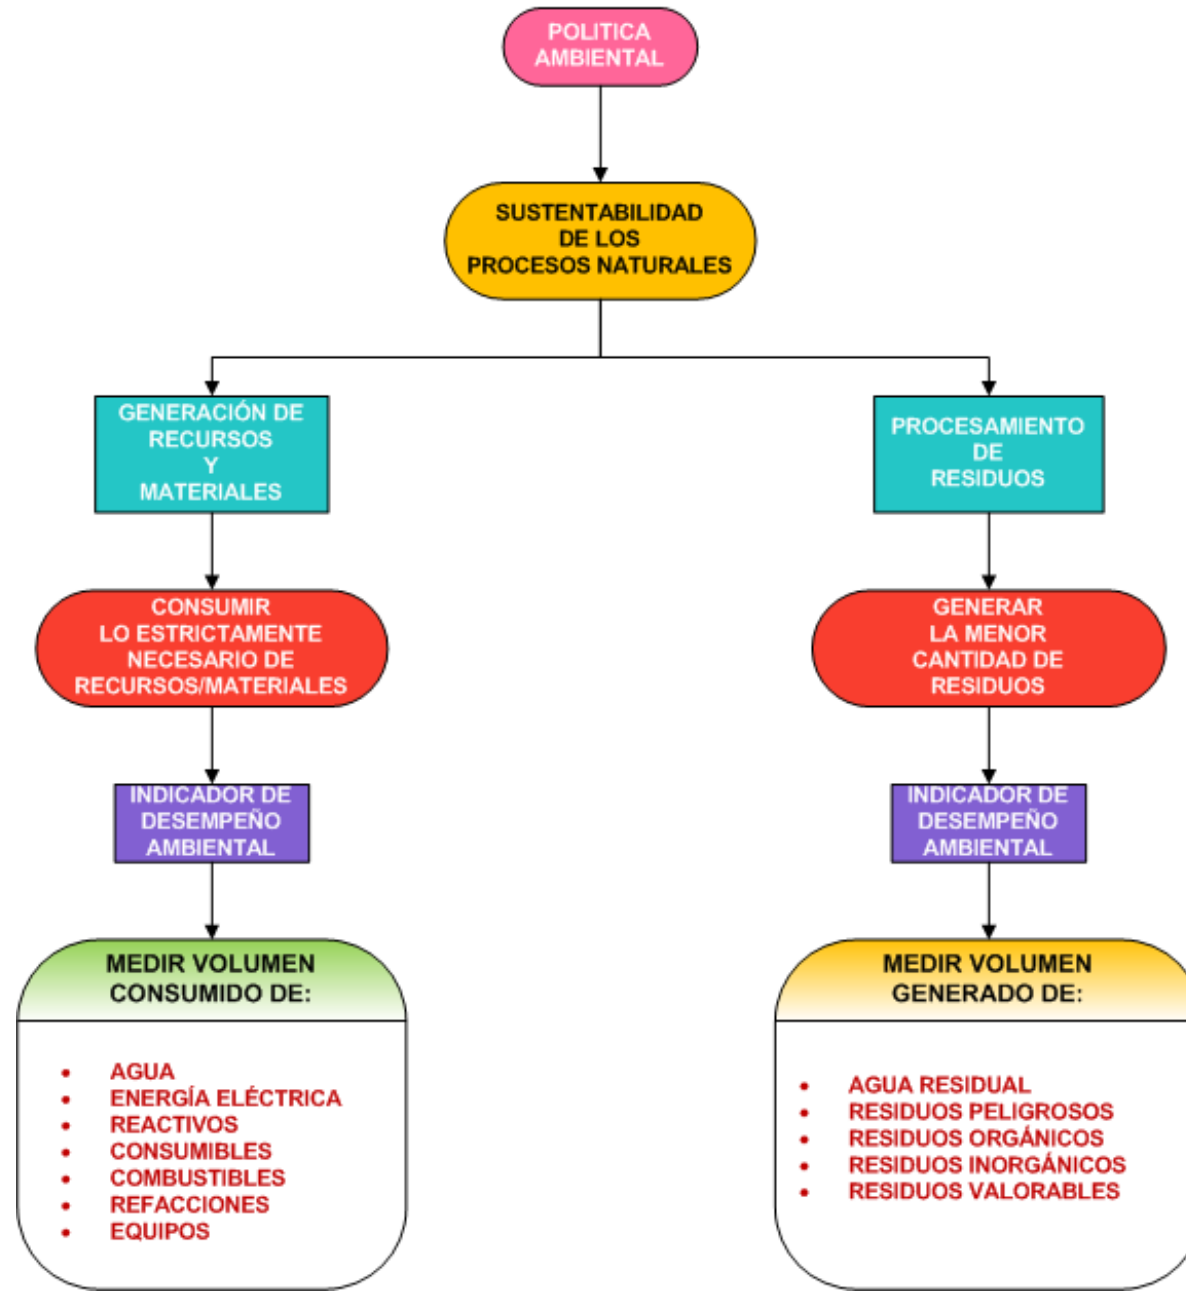 POLITICA
AMBIENTAL
SUSTENTABILIDAD
DE LOS
PROCESOS NATURALES
GENERACIÓN DE
RECURSOS
Y
MATERIALES
PROCESAMIENTO
DE
RESIDUOS
CONSUMIR
LO ESTRICTAMENTE
NECESARIO DE
RECURSOS/MATERIALES
GENERAR
LA MENOR
CANTIDAD DE
RESIDUOS
INDICADOR DE
DESEMPEÑO
AMBIENTAL
INDICADOR DE
DESEMPEÑO
AMBIENTAL
MEDIR VOLUMEN
CONSUMIDO DE:
• AGUA
• ENERGÍA ELÉCTRICA
• REACTIVOS
• CONSUMIBLES
• COMBUSTIBLES
• REFACCIONES
• EQUIPOS
MEDIR VOLUMEN
GENERADO DE:
• AGUA RESIDUAL
• RESIDUOS PELIGROSOS
• RESIDUOS ORGÁNICOS
• RESIDUOS INORGÁNICOS
• RESIDUOS VALORABLES